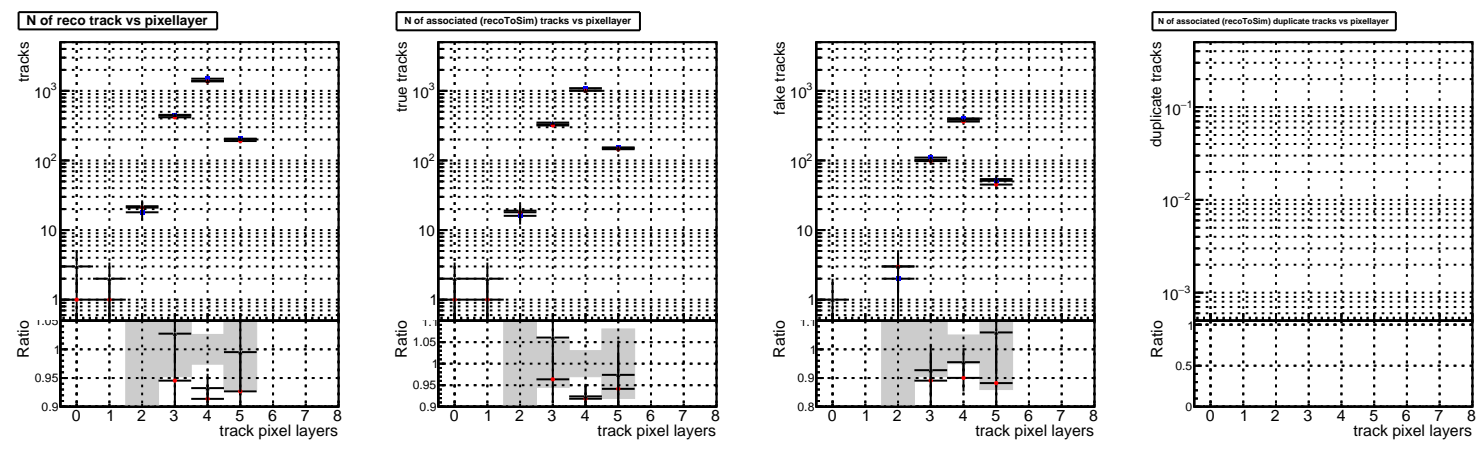 N of reco track vs pixellayer
tracks
10³
10²
10
1
Ratio
1.05
1
0.95
0.9
0 1 2 3 4 5 6 7 8
track pixel layers
N of associated (recoToSim) tracks vs pixellayer
true tracks
10³
10²
10
1
Ratio
1.1
1.05
1
0.95
0.9
0 1 2 3 4 5 6 7 8
track pixel layers
fake tracks
10³
10²
10
1
Ratio
1.1
1
0.9
0.8
0 1 2 3 4 5 6 7 8
track pixel layers
N of associated (recoToSim) duplicate tracks vs pixellayer
duplicate tracks
10⁻¹
10⁻²
10⁻³
Ratio
1
0.5
0
0 1 2 3 4 5 6 7 8
track pixel layers